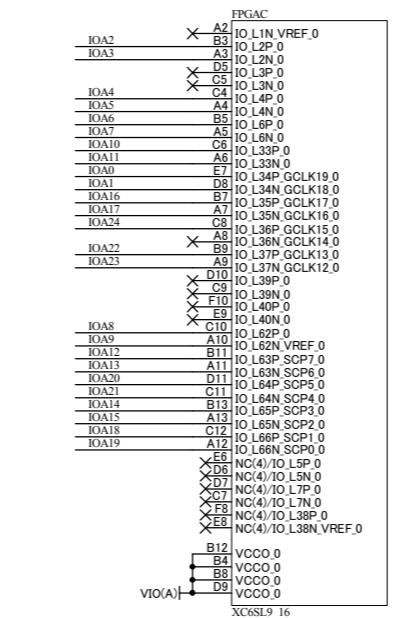 FPGAC
A2 IO_L1N_VREF_0
IOA2 B3 IO_L2P_0
IOA3 A3 IO_L2N_0
D5 IO_L3P_0
C5 IO_L3N_0
IOA4 C4 IO_L4P_0
IOA5 A4 IO_L4N_0
IOA6 B5 IO_L6P_0
IOA7 A5 IO_L6N_0
IOA10 C6 IO_L33P_0
IOA11 A6 IO_L33N_0
IOA0 E7 IO_L34P_GCLK19_0
IOA1 D8 IO_L34N_GCLK18_0
IOA16 B7 IO_L35P_GCLK17_0
IOA17 A7 IO_L35N_GCLK16_0
IOA24 C8 IO_L36P_GCLK15_0
A8 IO_L36N_GCLK14_0
IOA22 B9 IO_L37P_GCLK13_0
IOA23 A9 IO_L37N_GCLK12_0
D10 IO_L39P_0
C9 IO_L39N_0
F10 IO_L40P_0
E9 IO_L40N_0
IOA8 C10 IO_L62P_0
IOA9 A10 IO_L62N_VREF_0
IOA12 B11 IO_L63P_SCP7_0
IOA13 A11 IO_L63N_SCP6_0
IOA20 D11 IO_L64P_SCP5_0
IOA21 C11 IO_L64N_SCP4_0
IOA14 B13 IO_L65P_SCP3_0
IOA15 A13 IO_L65N_SCP2_0
IOA18 C12 IO_L66P_SCP1_0
IOA19 A12 IO_L66N_SCP0_0
E6 NC(4)/IO_L5P_0
D6 NC(4)/IO_L5N_0
D7 NC(4)/IO_L7P_0
C7 NC(4)/IO_L7N_0
F8 NC(4)/IO_L38P_0
E8 NC(4)/IO_L38N_VREF_0
B12 VCCO_0
B4 VCCO_0
B8 VCCO_0
VIO(A) D9 VCCO_0
XC6SL9_16